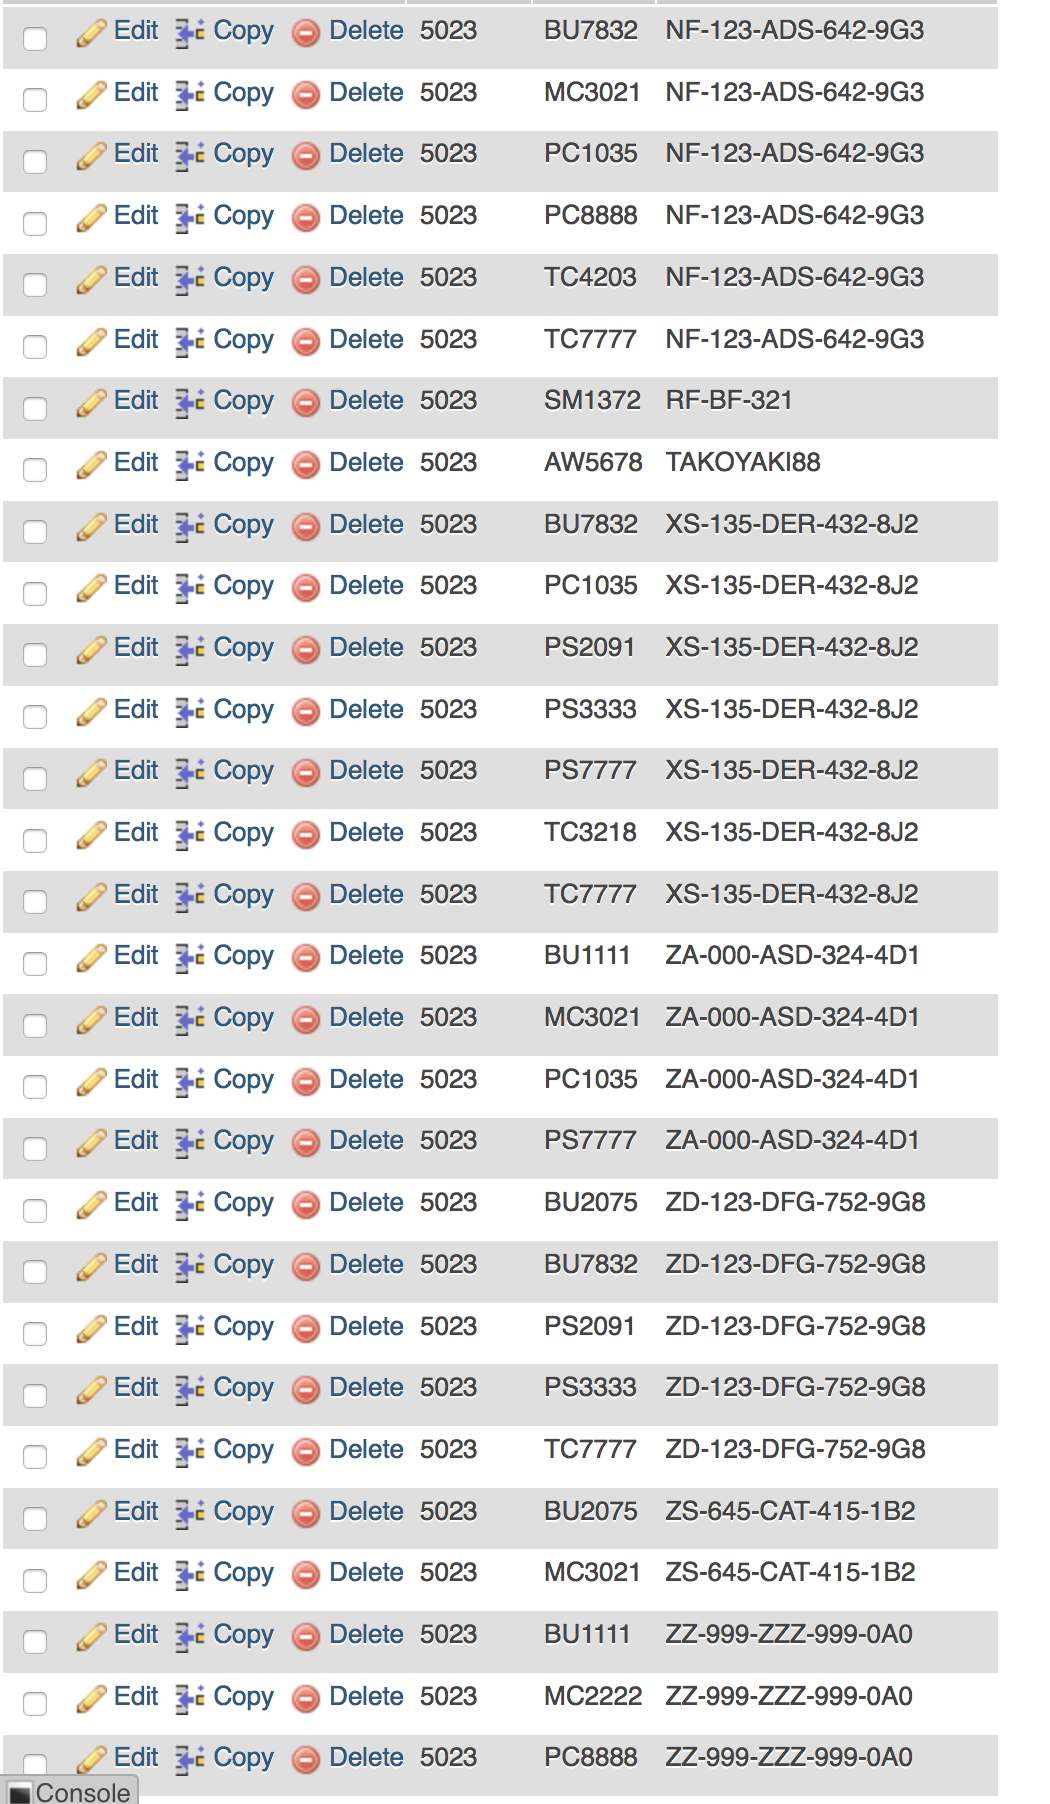 Edit Copy Delete 5023 BU7832 NF-123-ADS-642-9G3
Edit Copy Delete 5023 MC3021 NF-123-ADS-642-9G3
Edit Copy Delete 5023 PC1035 NF-123-ADS-642-9G3
Edit Copy Delete 5023 PC8888 NF-123-ADS-642-9G3
Edit Copy Delete 5023 TC4203 NF-123-ADS-642-9G3
Edit Copy Delete 5023 TC7777 NF-123-ADS-642-9G3
Edit Copy Delete 5023 SM1372 RF-BF-321
Edit Copy Delete 5023 AW5678 TAKOYAKI88
Edit Copy Delete 5023 BU7832 XS-135-DER-432-8J2
Edit Copy Delete 5023 PC1035 XS-135-DER-432-8J2
Edit Copy Delete 5023 PS2091 XS-135-DER-432-8J2
Edit Copy Delete 5023 PS3333 XS-135-DER-432-8J2
Edit Copy Delete 5023 PS7777 XS-135-DER-432-8J2
Edit Copy Delete 5023 TC3218 XS-135-DER-432-8J2
Edit Copy Delete 5023 TC7777 XS-135-DER-432-8J2
Edit Copy Delete 5023 BU1111 ZA-000-ASD-324-4D1
Edit Copy Delete 5023 MC3021 ZA-000-ASD-324-4D1
Edit Copy Delete 5023 PC1035 ZA-000-ASD-324-4D1
Edit Copy Delete 5023 PS7777 ZA-000-ASD-324-4D1
Edit Copy Delete 5023 BU2075 ZD-123-DFG-752-9G8
Edit Copy Delete 5023 BU7832 ZD-123-DFG-752-9G8
Edit Copy Delete 5023 PS2091 ZD-123-DFG-752-9G8
Edit Copy Delete 5023 PS3333 ZD-123-DFG-752-9G8
Edit Copy Delete 5023 TC7777 ZD-123-DFG-752-9G8
Edit Copy Delete 5023 BU2075 ZS-645-CAT-415-1B2
Edit Copy Delete 5023 MC3021 ZS-645-CAT-415-1B2
Edit Copy Delete 5023 BU1111 ZZ-999-ZZZ-999-0A0
Edit Copy Delete 5023 MC2222 ZZ-999-ZZZ-999-0A0
Edit Copy Delete 5023 PC8888 ZZ-999-ZZZ-999-0A0
Console